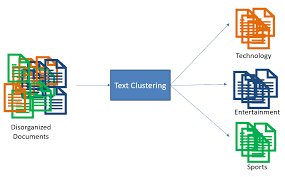 Technology
Text Clustering
Entertainment
Disorganized
Documents
Sports